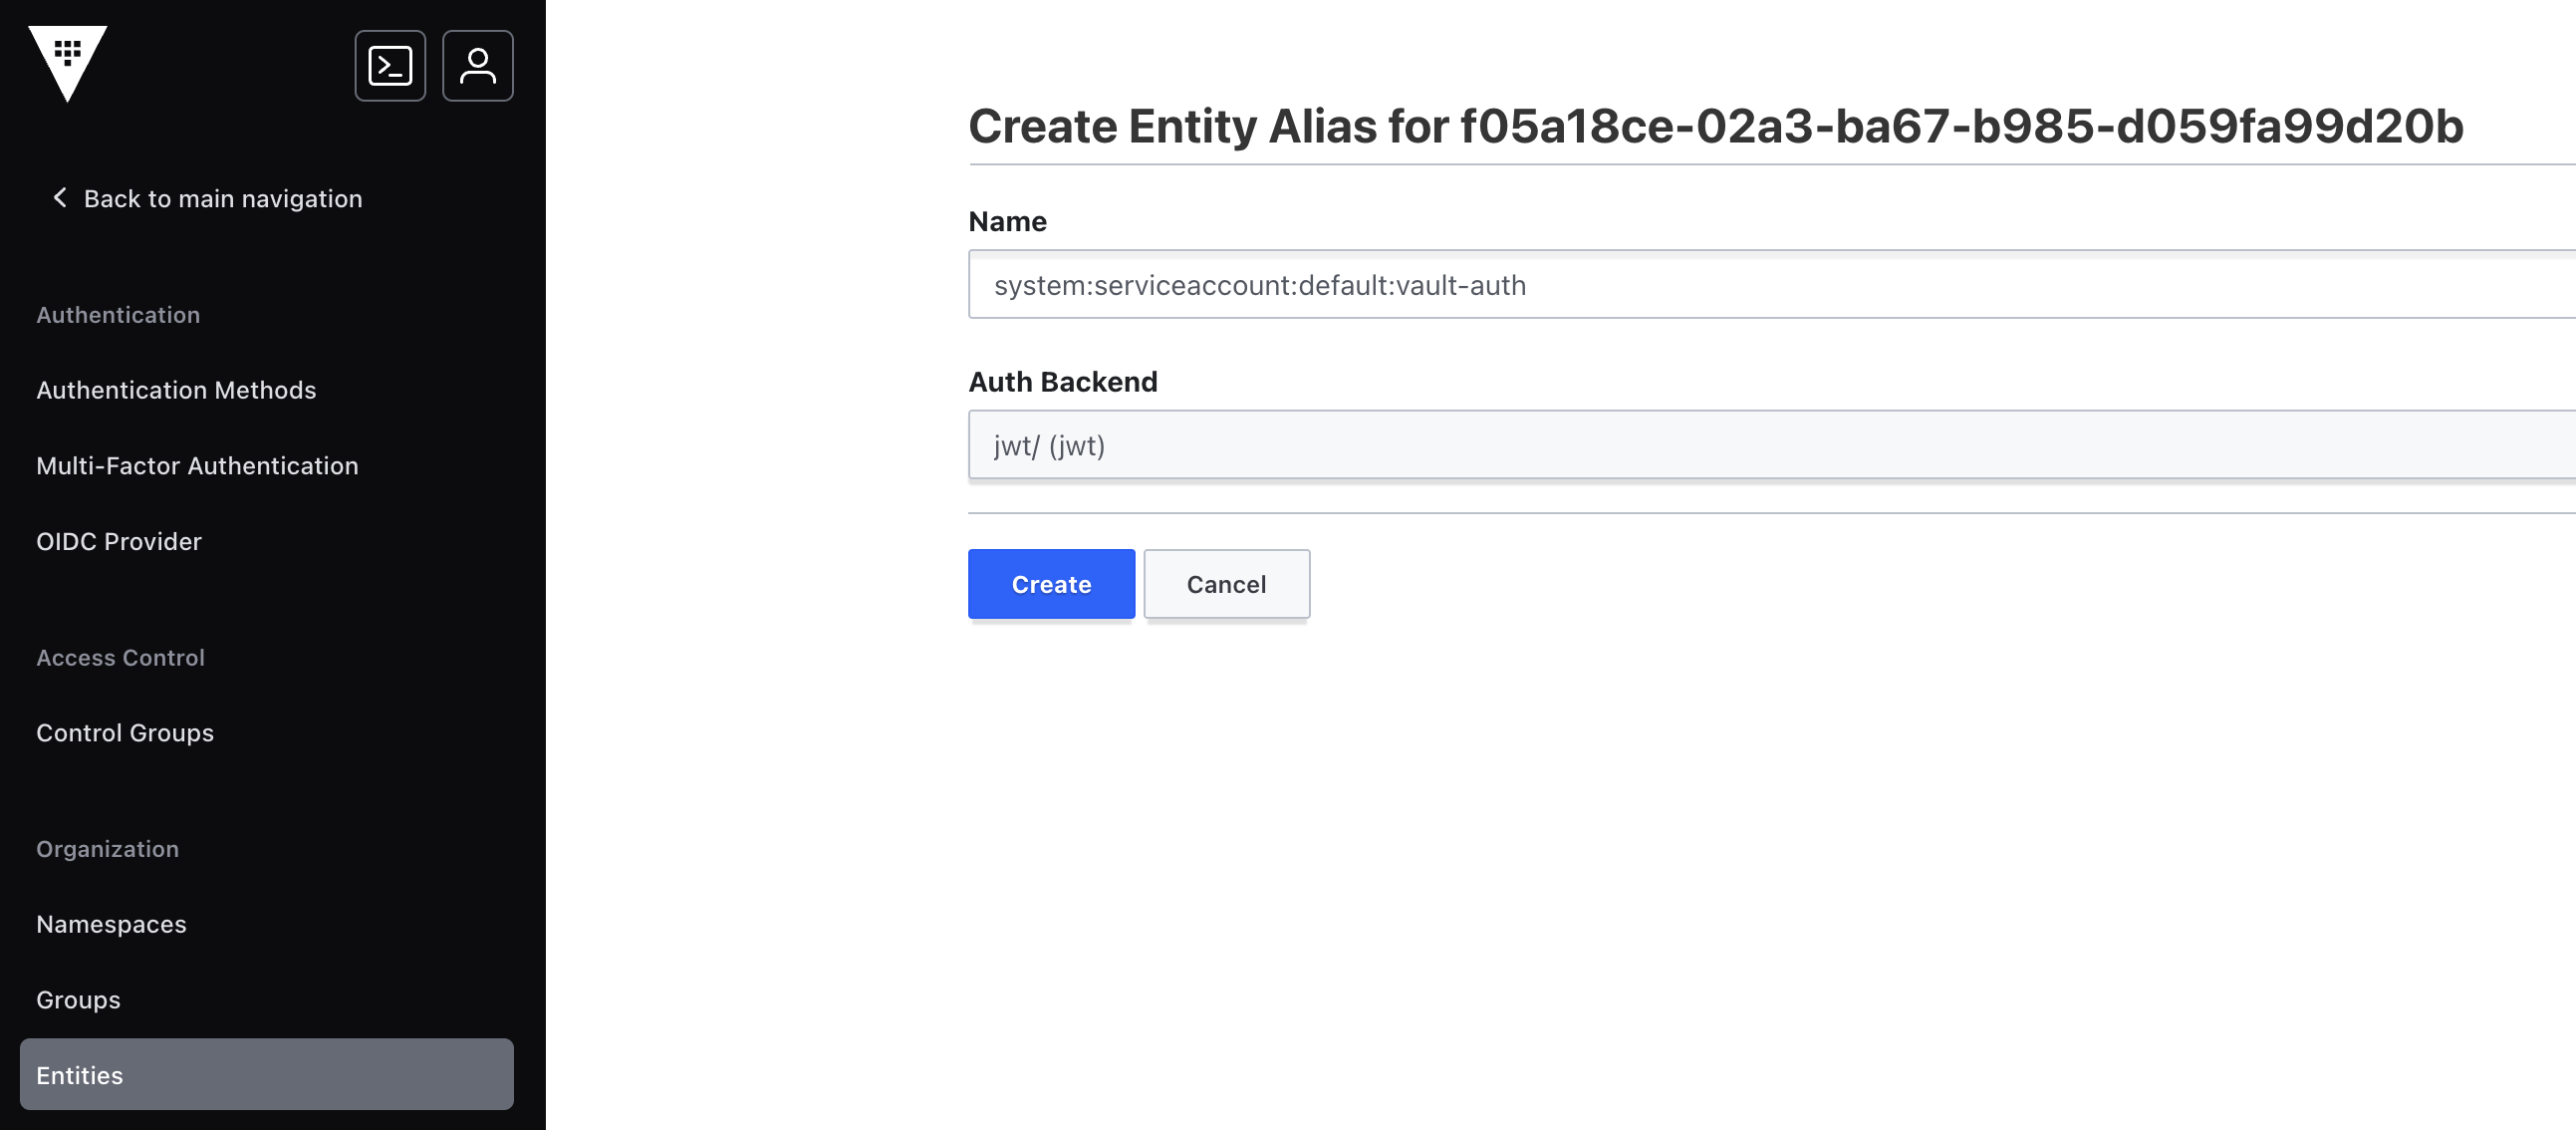 Back to main navigation
Authentication
Authentication Methods
Multi-Factor Authentication
OIDC Provider
Access Control
Control Groups
Organization
Namespaces
Groups
Entities
Create Entity Alias for f05a18ce-02a3-ba67-b985-d059fa99d20b
Name
system:serviceaccount:default:vault-auth
Auth Backend
jwt/ (jwt)
Create
Cancel